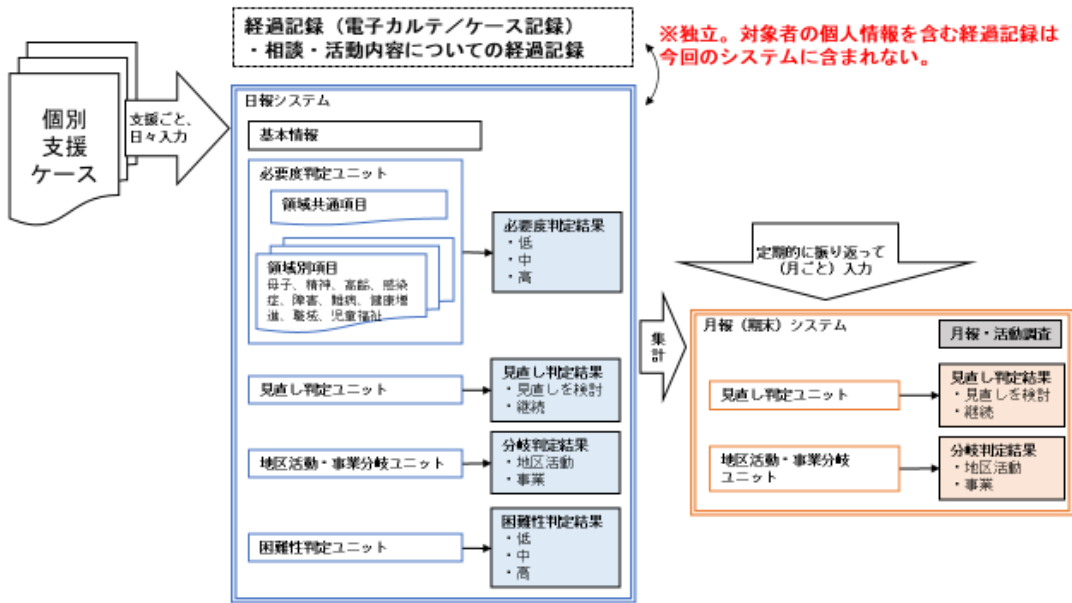 経過記録（電子カルテ／ケース記録）
・相談・活動内容についての経過記録
※独立。対象者の個人情報を含む経過記録は
今回のシステムに含まれない。
個別
支援
ケース
支援ごと、
日々入力
日報システム
基本情報
必要度判定ユニット
領域共通項目
領域別項目
母子、精神、高齢、感染
症、障害、難病、健康増
進、職域、児童福祉
必要度判定結果
・低
・中
・高
見直し判定ユニット
見直し判定結果
・見直しを検討
・継続
地区活動・事業分岐ユニット
分岐判定結果
・地区活動
・事業
困難性判定ユニット
困難性判定結果
・低
・中
・高
集計
定期的に振り返って
（月ごと）入力
月報（期末）システム
月報・活動調査
見直し判定ユニット
見直し判定結果
・見直しを検討
・継続
地区活動・事業分岐
ユニット
分岐判定結果
・地区活動
・事業